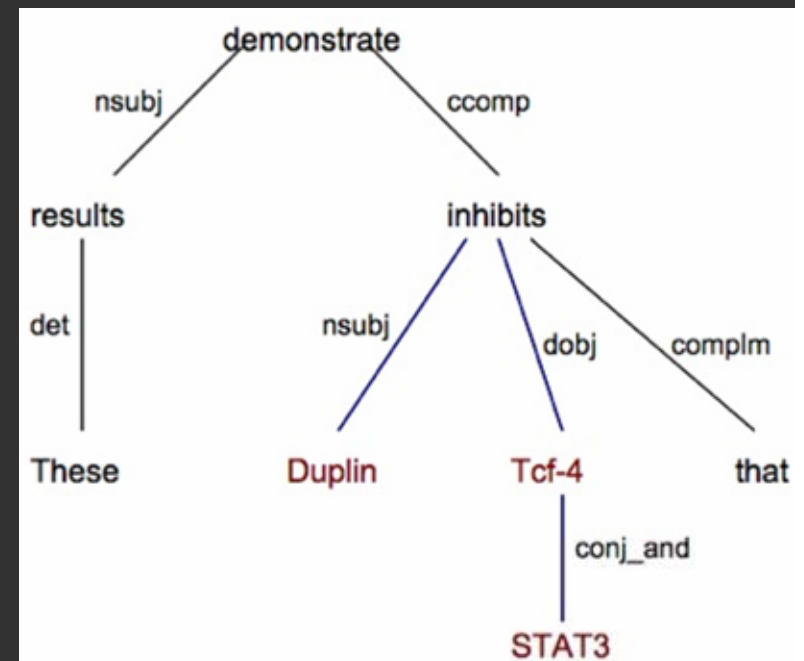 demonstrate
nsubj ccomp
results inhibits
det nsubj dobj complm
These Duplin Tcf-4 that
conj_and
STAT3